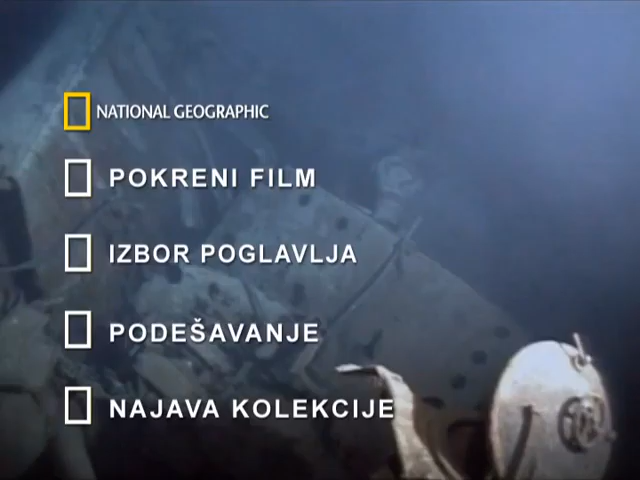 NATIONAL GEOGRAPHIC
POKRENI FILM
IZBOR POGLAVLJA
PODEŠAVANJE
NAJAVA KOLEKCIJE